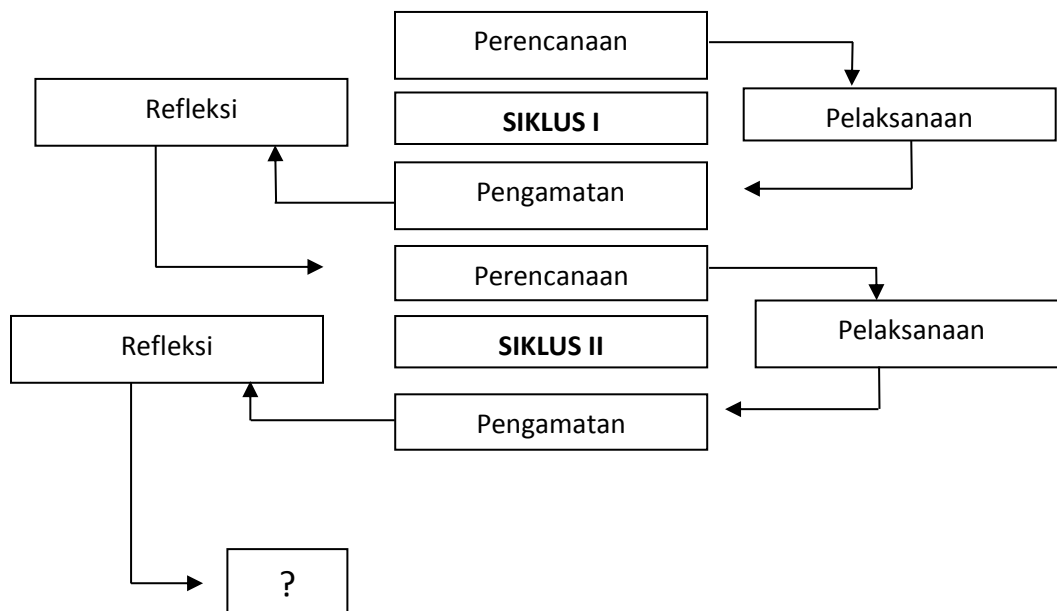 Perencanaan
Refleksi
SIKLUS I
Pelaksanaan
Pengamatan
Perencanaan
Refleksi
SIKLUS II
Pelaksanaan
Pengamatan
?